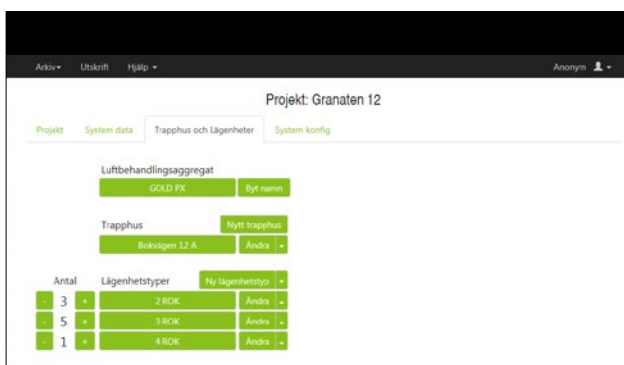 Arkiv Utskrift Hjälp Anonym
Projekt: Granaten 12
Projekt System data Trapphus och Lägenheter System konfig
Luftbehandlingsaggregat
GOLD PX Byt namn
Trapphus Nytt trapphus
Bokvägen 12 A Ändra
Antal Lägenhetstyper Ny lägenhetstyp
- 3 + 2 ROK Ändra
- 5 + 3 ROK Ändra
- 1 + 4 ROK Ändra